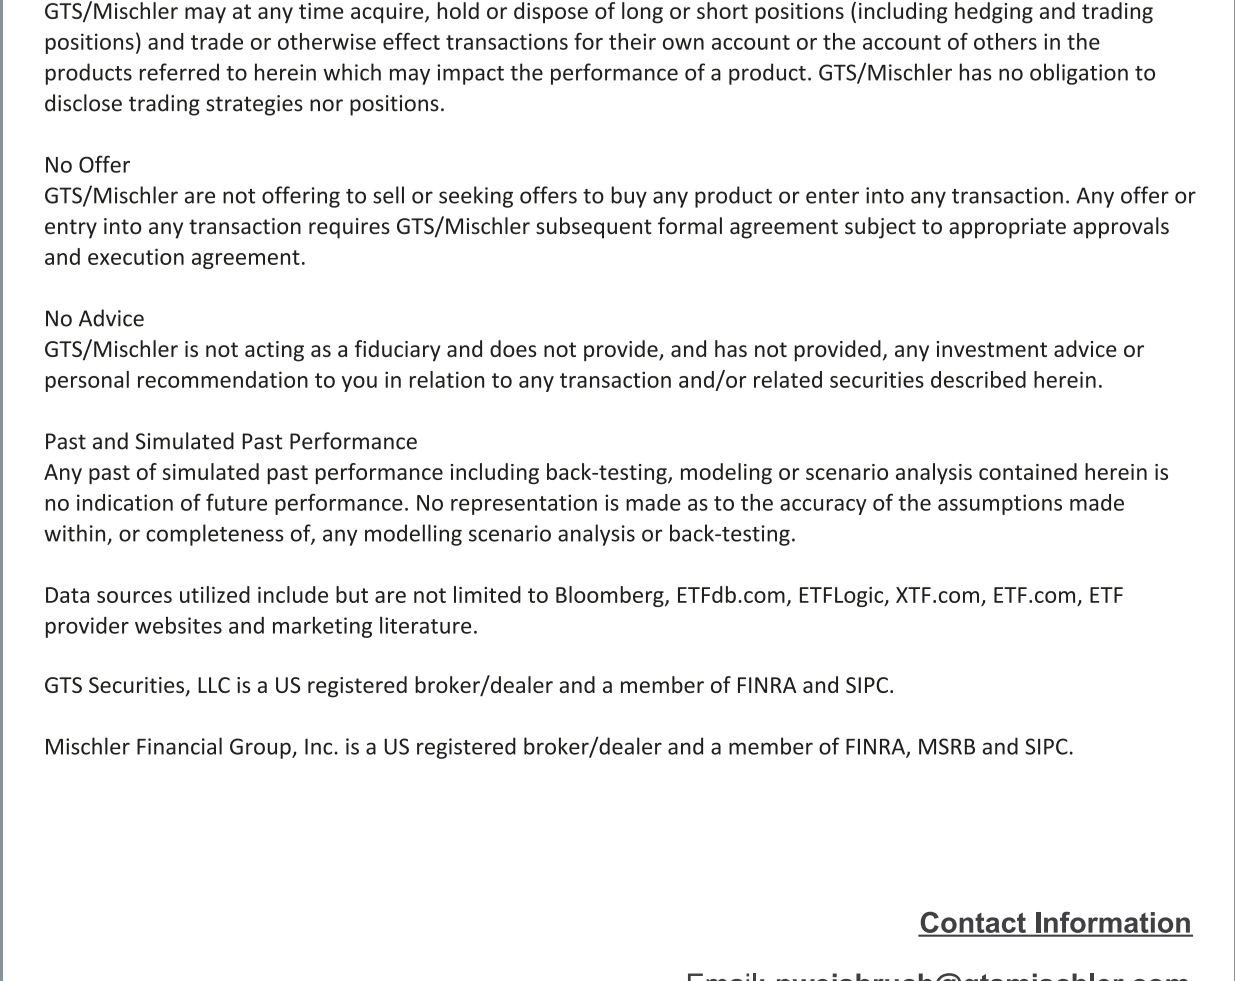 GTS/Mischler may at any time acquire, hold or dispose of long or short positions (including hedging and trading
positions) and trade or otherwise effect transactions for their own account or the account of others in the
products referred to herein which may impact the performance of a product. GTS/Mischler has no obligation to
disclose trading strategies nor positions.
No Offer
GTS/Mischler are not offering to sell or seeking offers to buy any product or enter into any transaction. Any offer or
entry into any transaction requires GTS/Mischler subsequent formal agreement subject to appropriate approvals
and execution agreement.
No Advice
GTS/Mischler is not acting as a fiduciary and does not provide, and has not provided, any investment advice or
personal recommendation to you in relation to any transaction and/or related securities described herein.
Past and Simulated Past Performance
Any past of simulated past performance including back-testing, modeling or scenario analysis contained herein is
no indication of future performance. No representation is made as to the accuracy of the assumptions made
within, or completeness of, any modelling scenario analysis or back-testing.
Data sources utilized include but are not limited to Bloomberg, ETFdb.com, ETFLogic, XTF.com, ETF.com, ETF
provider websites and marketing literature.
GTS Securities, LLC is a US registered broker/dealer and a member of FINRA and SIPC.
Mischler Financial Group, Inc. is a US registered broker/dealer and a member of FINRA, MSRB and SIPC.
Contact Information
Email: